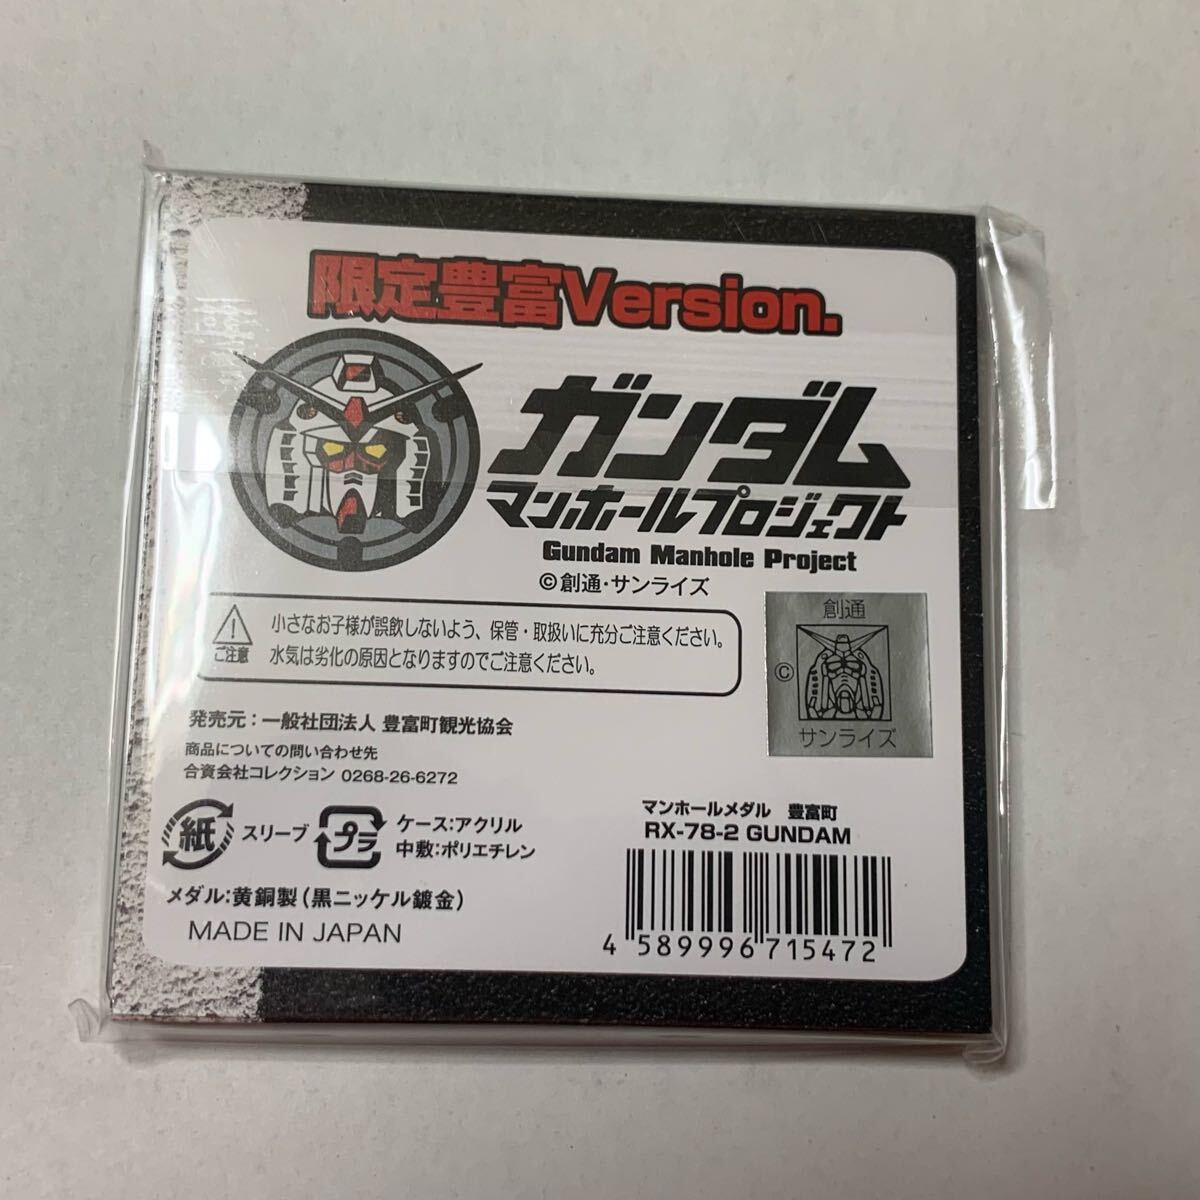 限定豊富Version.
ガンダム
マンホールプロジェクト
Gundam Manhole Project
©創通・サンライズ
ご注意
小さなお子様が誤飲しないよう、保管・取扱いに充分ご注意ください。
水気は劣化の原因となりますのでご注意ください。
創通
©
サンライズ
発売元：一般社団法人 豊富町観光協会
商品についての問い合わせ先
合資会社コレクション 0268-26-6272
紙 スリーブ
プラ ケース：アクリル
中敷：ポリエチレン
メダル：黄銅製（黒ニッケル鍍金）
MADE IN JAPAN
マンホールメダル 豊富町
RX-78-2 GUNDAM
4 589996 715472